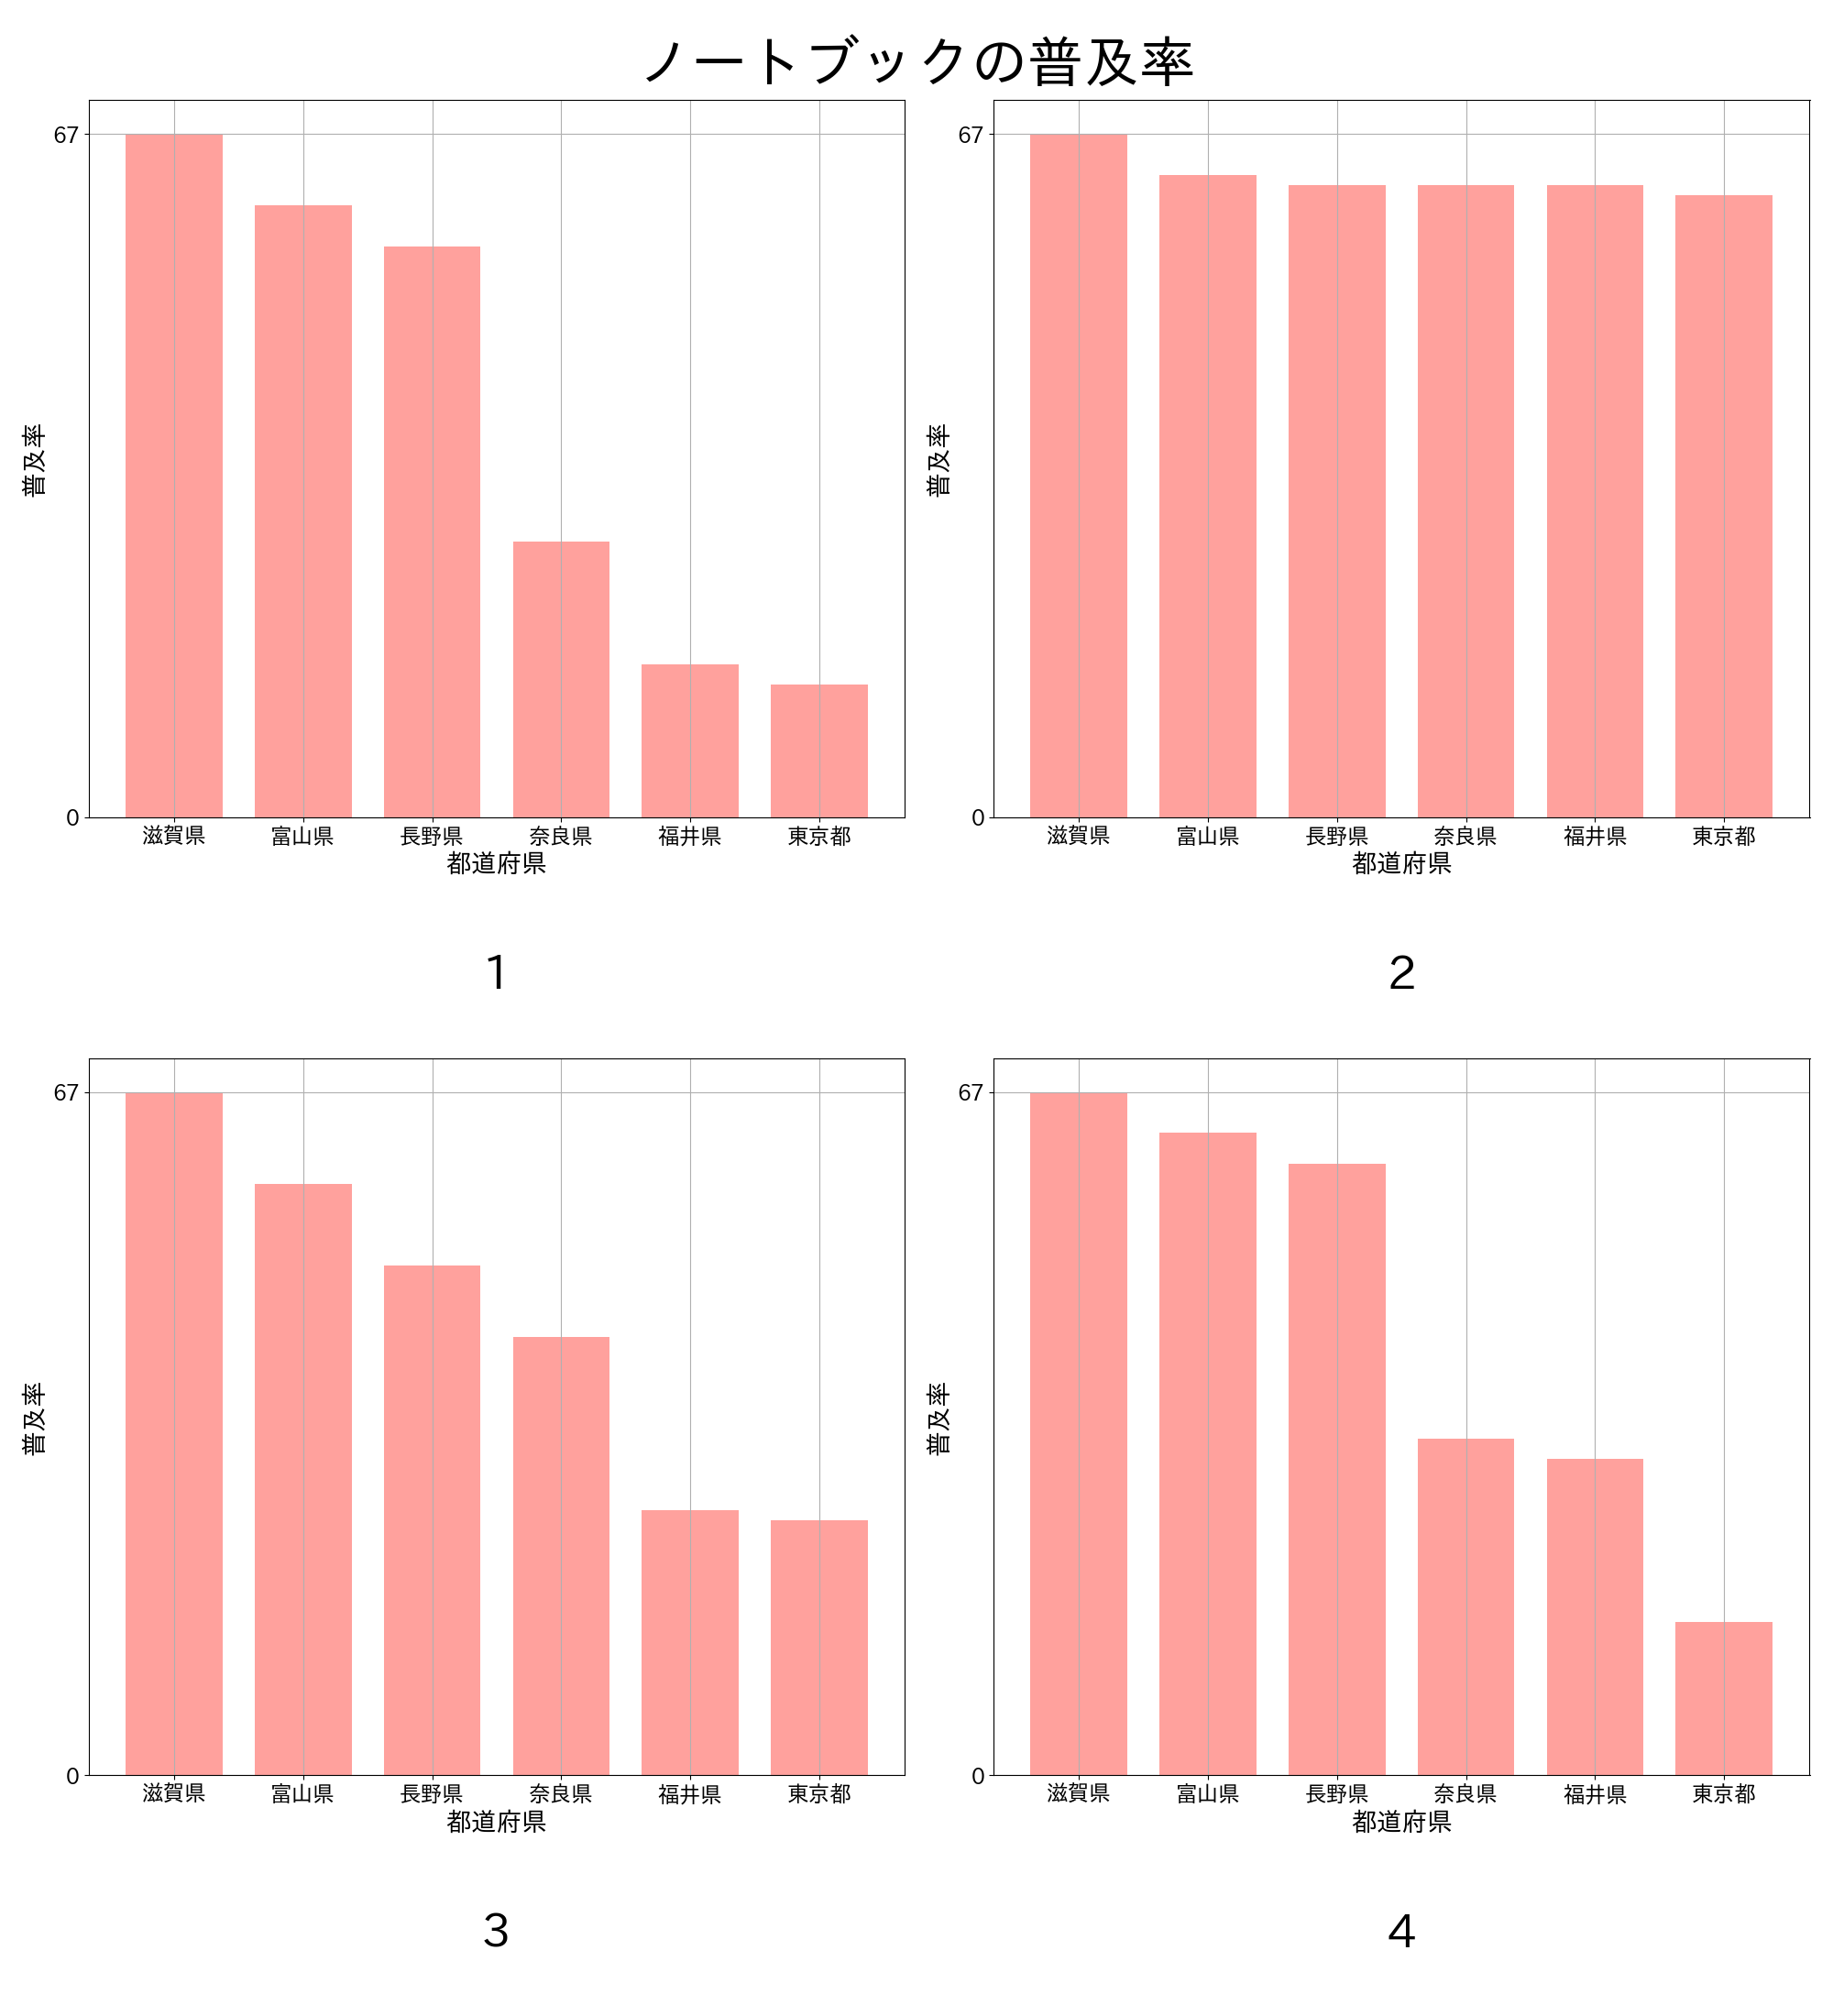 ノートブックの普及率
67
0
普及率
滋賀県 富山県 長野県 奈良県 福井県 東京都
都道府県
1
67
0
普及率
滋賀県 富山県 長野県 奈良県 福井県 東京都
都道府県
2
67
0
普及率
滋賀県 富山県 長野県 奈良県 福井県 東京都
都道府県
3
67
0
普及率
滋賀県 富山県 長野県 奈良県 福井県 東京都
都道府県
4